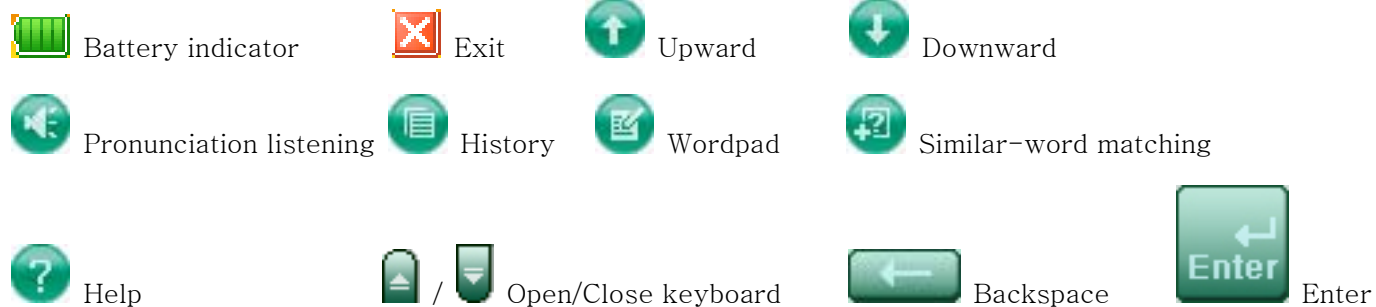 Battery indicator Exit Upward Downward
Pronunciation listening History Wordpad Similar-word matching
Help / Open/Close keyboard Backspace Enter Enter